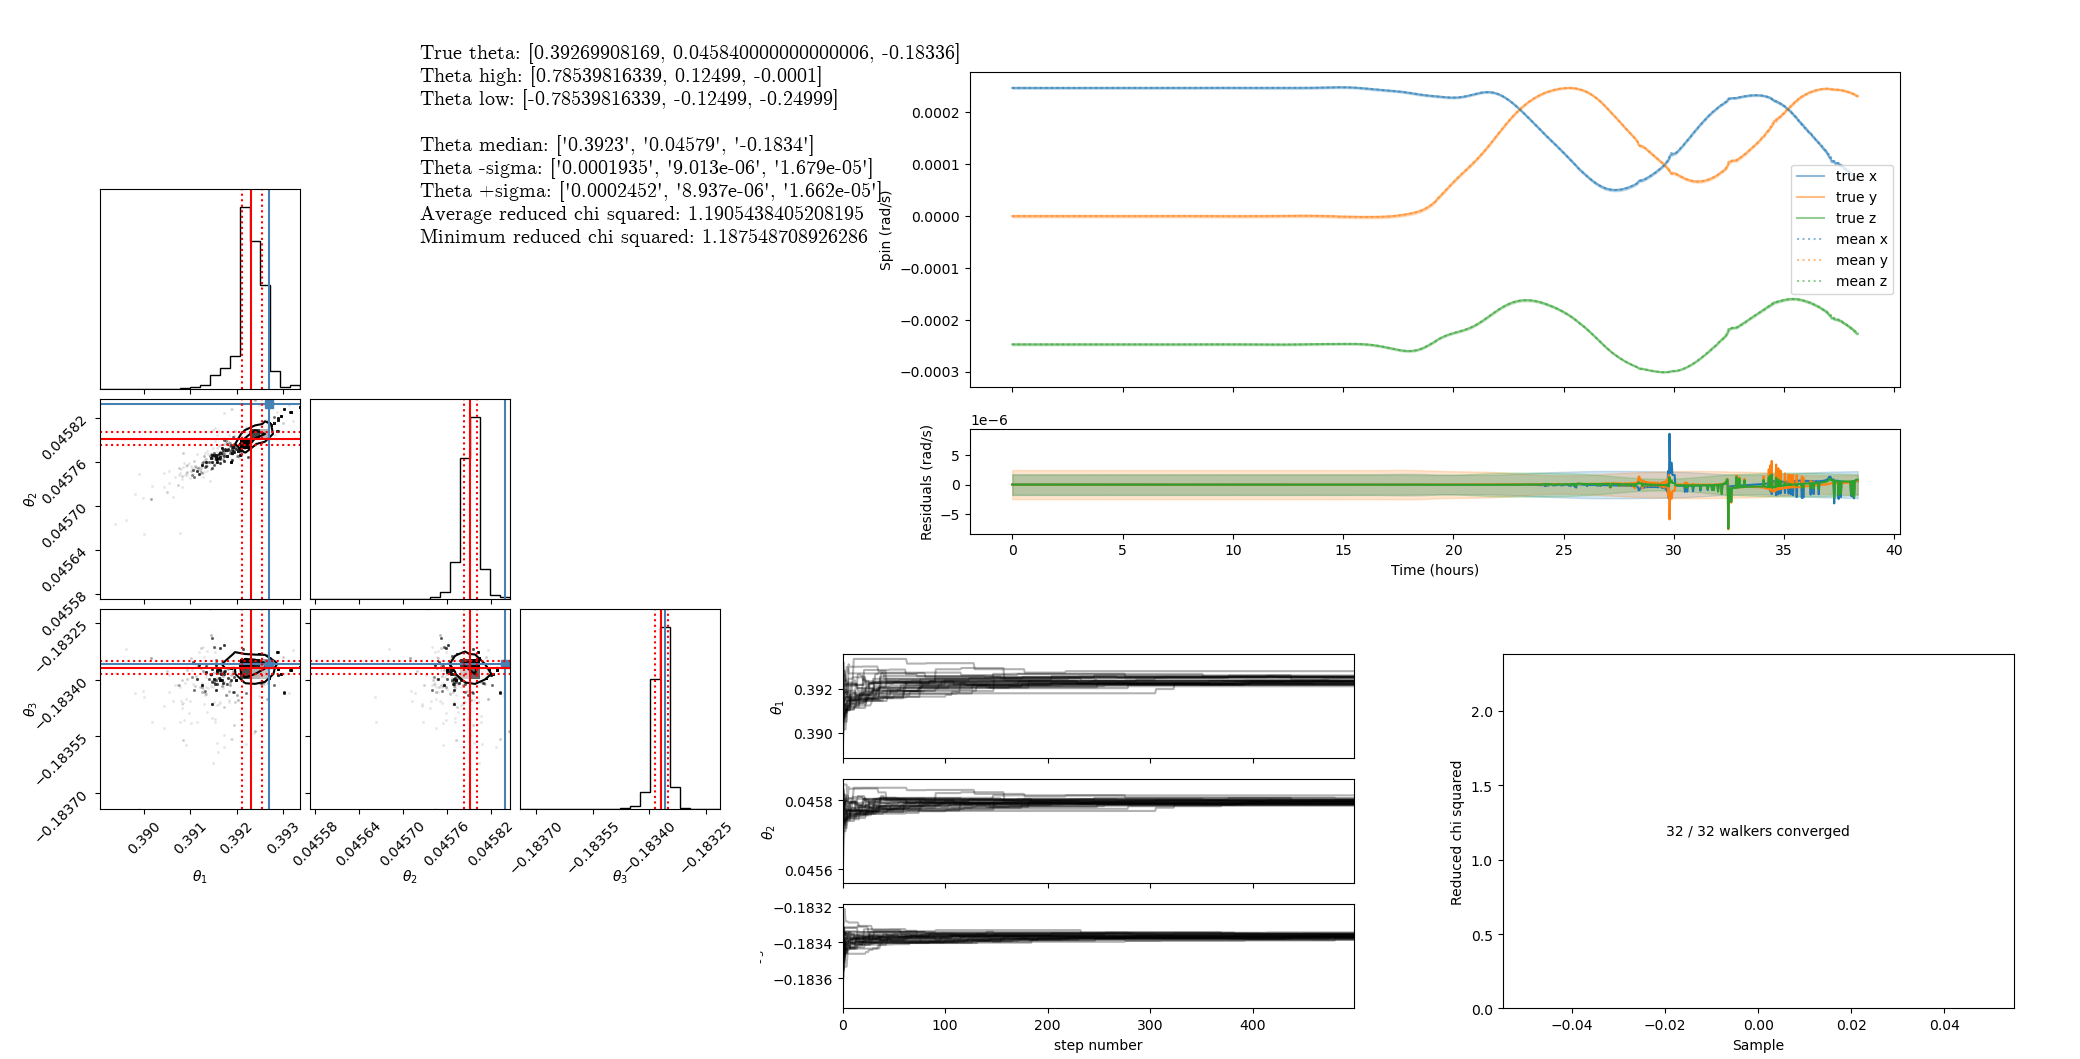 True theta: [0.39269908169, 0.045840000000000006, -0.18336]
Theta high: [0.78539816339, 0.12499, -0.0001]
Theta low: [-0.78539816339, -0.12499, -0.24999]
Theta median: ['0.3923', '0.04579', '-0.1834']
Theta -sigma: ['0.0001935', '9.013e-06', '1.679e-05']
Theta +sigma: ['0.0002452', '8.937e-06', '1.662e-05']
Average reduced chi squared: 1.1905438405208195
Minimum reduced chi squared: 1.187548708926286
Spin (rad/s)
0.0002
0.0001
0.0000
−0.0001
−0.0002
−0.0003
true x
true y
true z
mean x
mean y
mean z
1e−6
Residuals (rad/s)
5
0
−5
0 5 10 15 20 25 30 35 40
Time (hours)
θ2
0.04582
0.04576
0.04570
0.04564
0.04558
θ3
−0.18325
−0.18340
−0.18355
−0.18370
0.390 0.391 0.392 0.393
θ1
0.04558 0.04564 0.04570 0.04576 0.04582
θ2
−0.18370 −0.18355 −0.18340 −0.18325
θ3
θ1
0.392
0.390
θ2
0.0458
0.0456
−0.1832
−0.1834
−0.1836
0 100 200 300 400
step number
Reduced chi squared
2.0
1.5
1.0
0.5
0.0
32 / 32 walkers converged
−0.04 −0.02 0.00 0.02 0.04
Sample